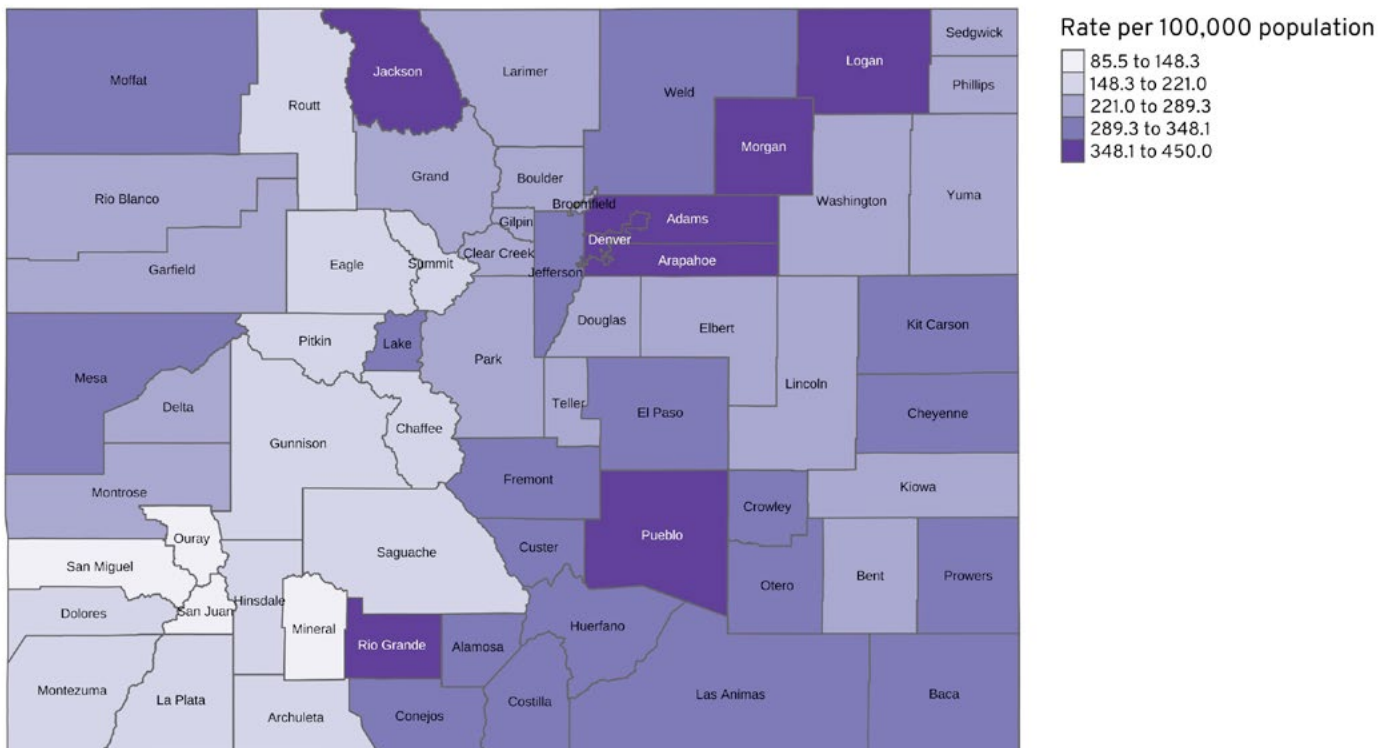 Rate per 100,000 population
85.5 to 148.3
148.3 to 221.0
221.0 to 289.3
289.3 to 348.1
348.1 to 450.0
Sedgwick
Logan
Jackson
Larimer
Moffat
Phillips
Weld
Routt
Morgan
Grand
Boulder
Yuma
Rio Blanco
Washington
Broomfield
Adams
Gilpin
Denver
Clear Creek
Arapahoe
Eagle
Summit
Garfield
Jefferson
Douglas
Kit Carson
Elbert
Pitkin
Lake
Park
Mesa
Lincoln
Teller
Delta
El Paso
Cheyenne
Chaffee
Gunnison
Fremont
Kiowa
Montrose
Crowley
Pueblo
Ouray
Custer
Saguache
San Miguel
Bent
Prowers
Otero
Hinsdale
Dolores
San Juan
Mineral
Huerfano
Rio Grande
Alamosa
Montezuma
Las Animas
Baca
La Plata
Costilla
Archuleta
Conejos